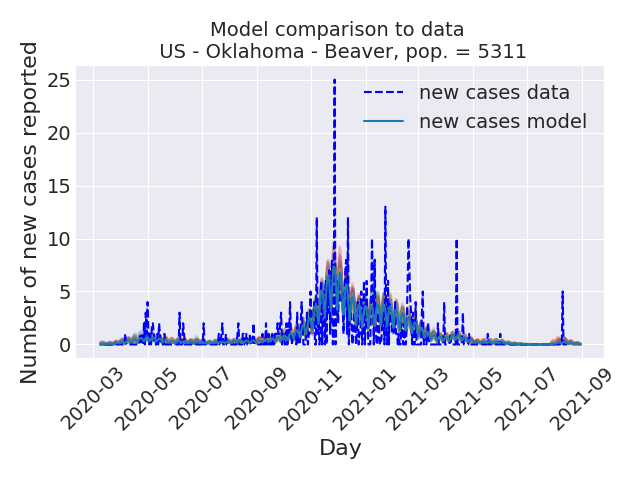 Model comparison to data
US - Oklahoma - Beaver, pop. = 5311
Number of new cases reported
25
20
15
10
5
0
new cases data
new cases model
2020-03
2020-05
2020-07
2020-09
2020-11
2021-01
2021-03
2021-05
2021-07
2021-09
Day